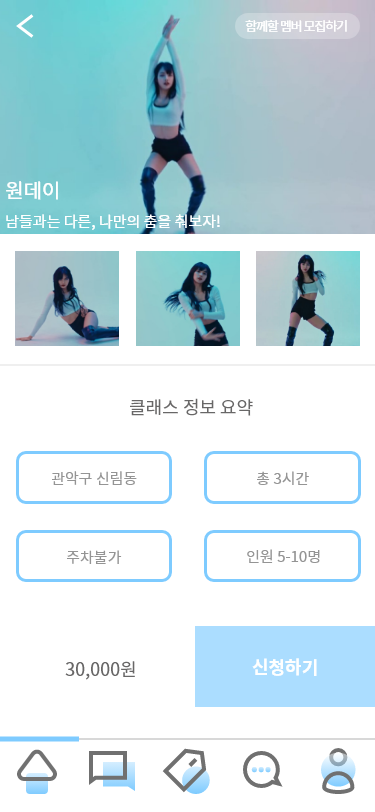 함께할 멤버 모집하기
원데이
남들과는 다른, 나만의 춤을 춰보자!
클래스 정보 요약
관악구 신림동
총 3시간
주차불가
인원 5-10명
30,000원
신청하기